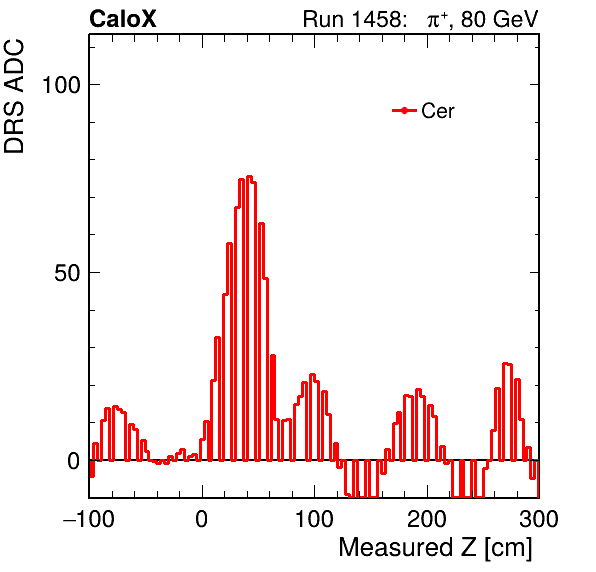 CaloX Run 1458: π⁺, 80 GeV
DRS ADC
100
50
0
Cer
−100 0 100 200 300
Measured Z [cm]